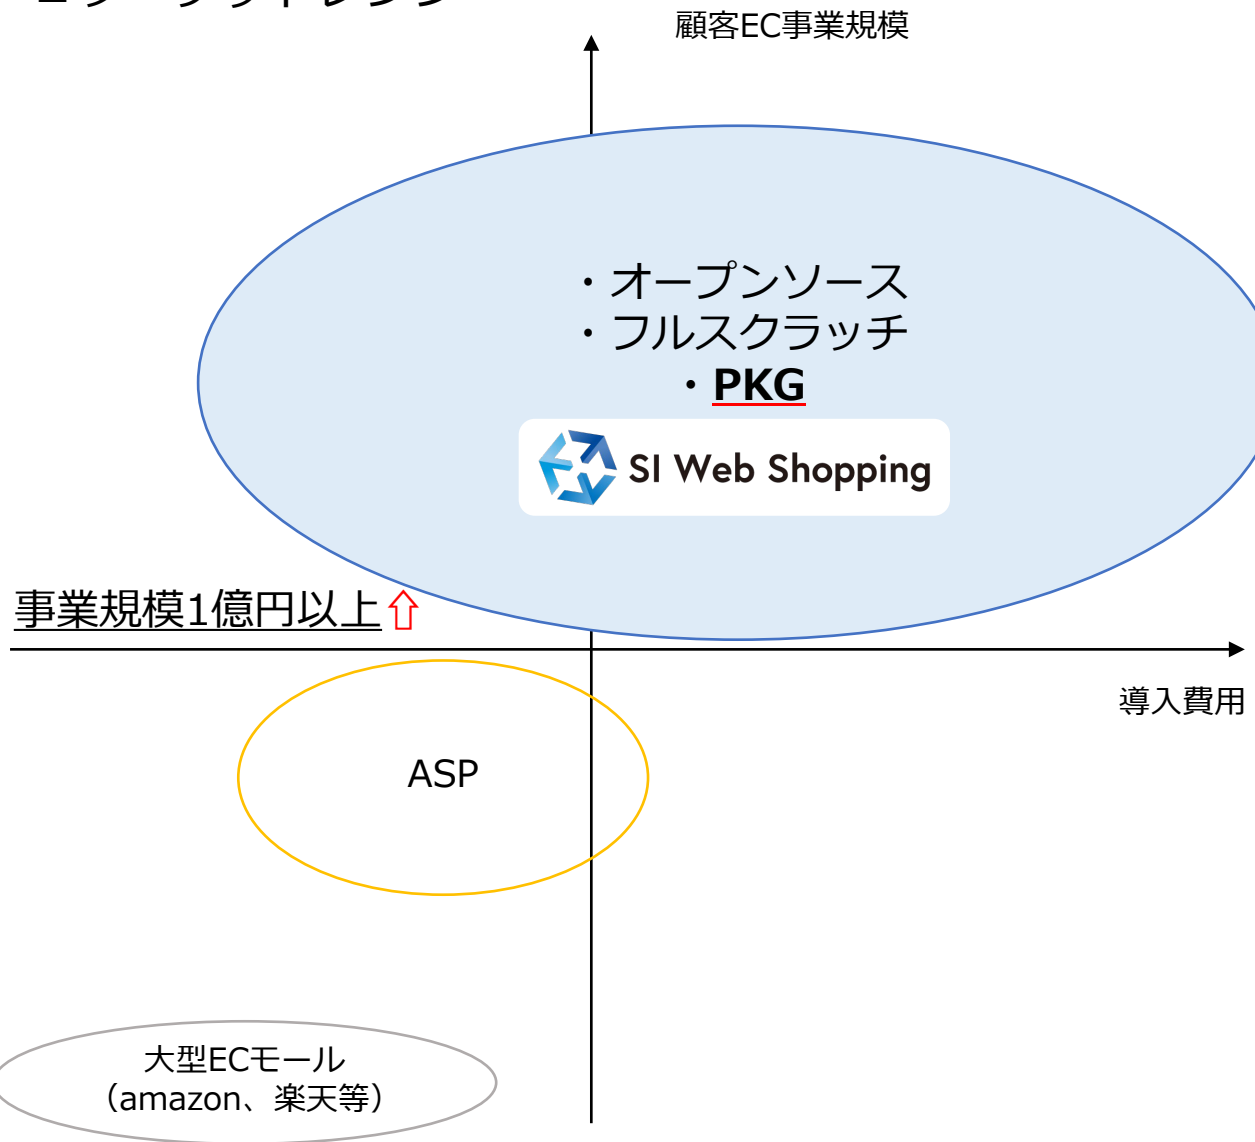 顧客EC事業規模
・オープンソース
・フルスクラッチ
・PKG
SI Web Shopping
事業規模1億円以上
導入費用
ASP
大型ECモール
（amazon、楽天等）